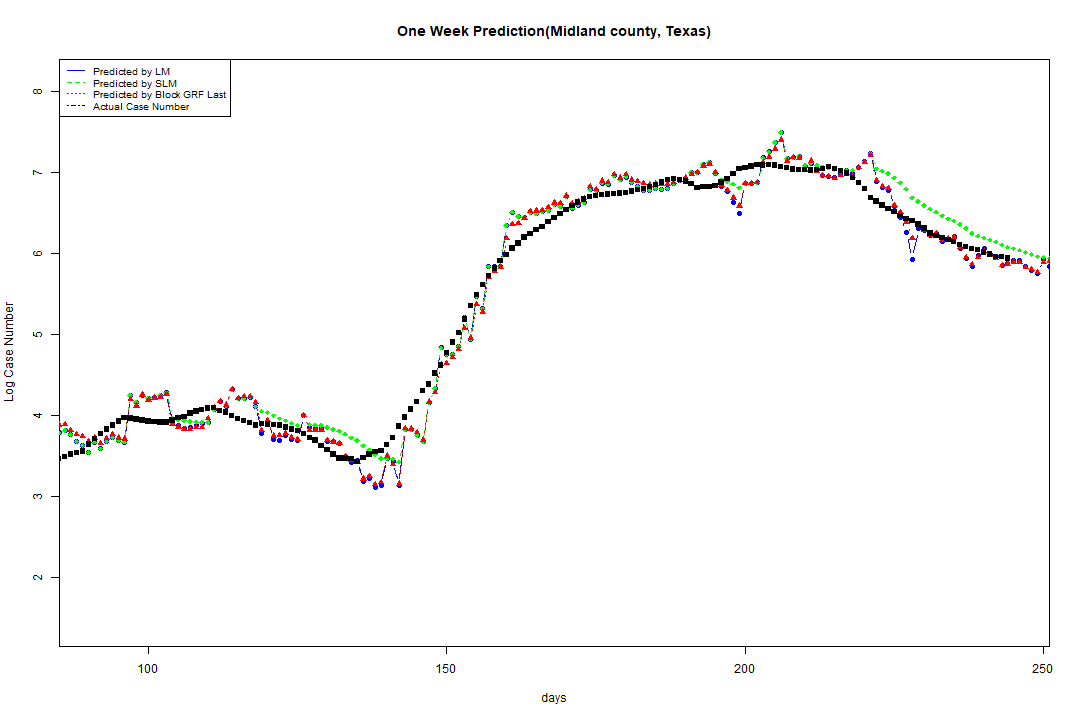 One Week Prediction(Midland county, Texas)
Predicted by LM
Predicted by SLM
Predicted by Block GRF Last
Actual Case Number
8
7
6
5
4
3
2
Log Case Number
100 150 200 250
days